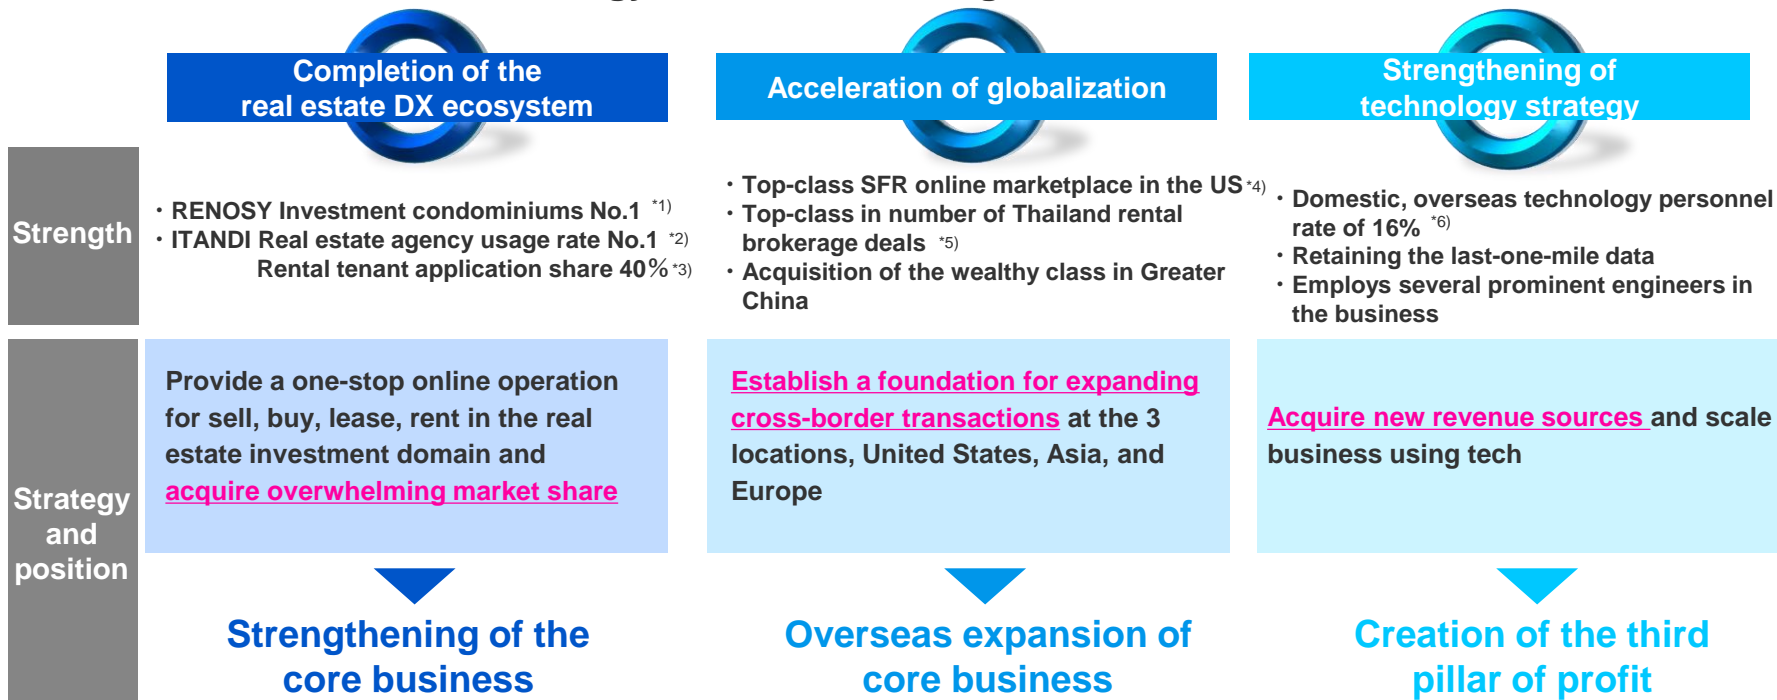 Completion of the
real estate DX ecosystem
Acceleration of globalization
Strengthening of
technology strategy
Strength
・RENOSY Investment condominiums No.1 *1)
・ITANDI Real estate agency usage rate No.1 *2)
Rental tenant application share 40% *3)
・Top-class SFR online marketplace in the US *4)
・Top-class in number of Thailand rental
brokerage deals *5)
・Acquisition of the wealthy class in Greater
China
・Domestic, overseas technology personnel
rate of 16% *6)
・Retaining the last-one-mile data
・Employs several prominent engineers in
the business
Strategy
and
position
Provide a one-stop online operation
for sell, buy, lease, rent in the real
estate investment domain and
acquire overwhelming market share
Establish a foundation for expanding
cross-border transactions at the 3
locations, United States, Asia, and
Europe
Acquire new revenue sources and scale
business using tech
Strengthening of the
core business
Overseas expansion of
core business
Creation of the third
pillar of profit